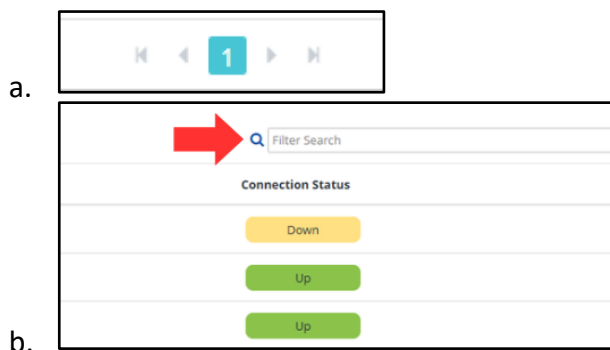 1
a.
Filter Search
Connection Status
Down
Up
Up
b.